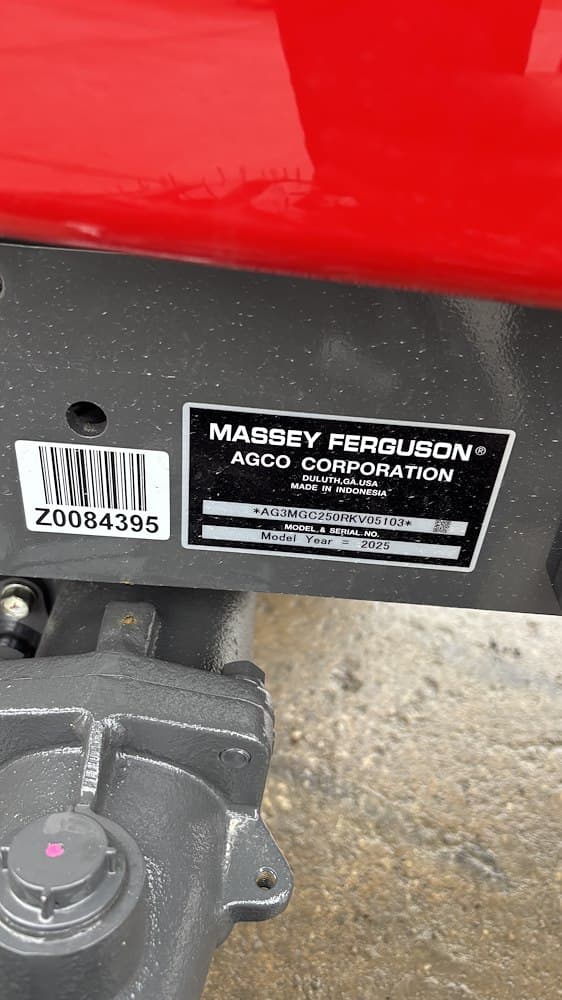 MASSEY FERGUSON®
AGCO CORPORATION
DULUTH,GA.USA
MADE IN INDONESIA
*AG3MGC250RKV05103*
MODEL & SERIAL NO.
Model Year = 2025
Z0084395